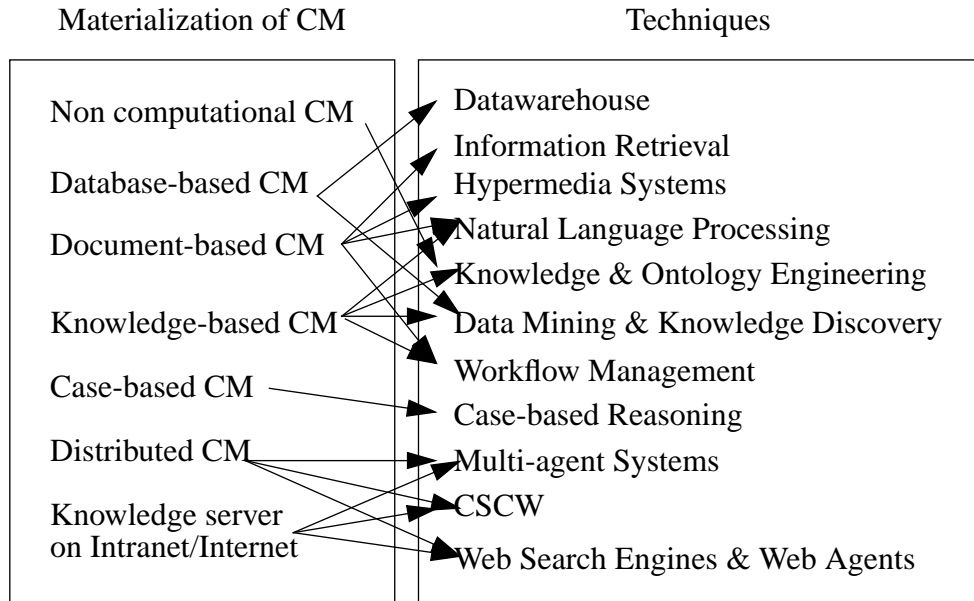 Materialization of CM
Techniques
Non computational CM
Database-based CM
Document-based CM
Knowledge-based CM
Case-based CM
Distributed CM
Knowledge server
on Intranet/Internet
Datawarehouse
Information Retrieval
Hypermedia Systems
Natural Language Processing
Knowledge & Ontology Engineering
Data Mining & Knowledge Discovery
Workflow Management
Case-based Reasoning
Multi-agent Systems
CSCW
Web Search Engines & Web Agents